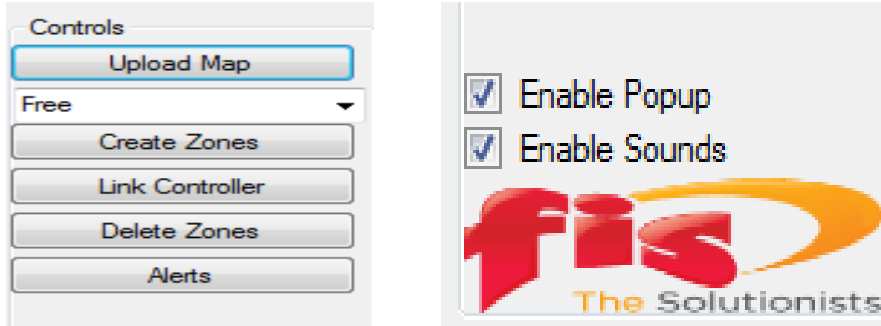 Controls
Upload Map
Free
Create Zones
Link Controller
Delete Zones
Alerts
Enable Popup
Enable Sounds
fis
The Solutionists